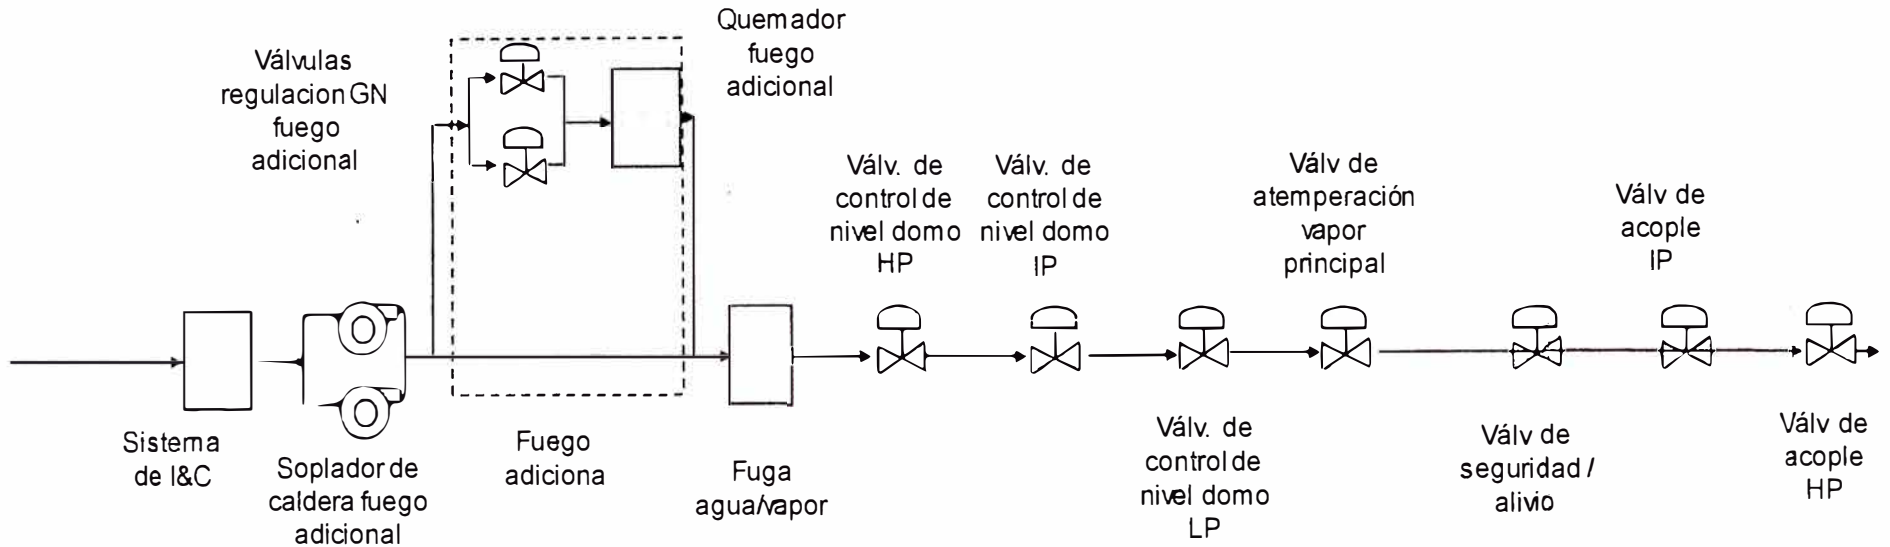 Quemador
fuego
adicional
Válvulas
regulacion GN
fuego
adicional
Válv. de
control de
nivel domo
HP
Válv. de
control de
nivel domo
IP
Válv de
atemperación
vapor
principal
Válv de
acople
IP
Sistema
de I&C
Soplador de
caldera fuego
adicional
Fuego
adiciona
Fuga
agua/vapor
Válv. de
control de
nivel domo
LP
Válv de
seguridad /
alivio
Válv de
acople
HP